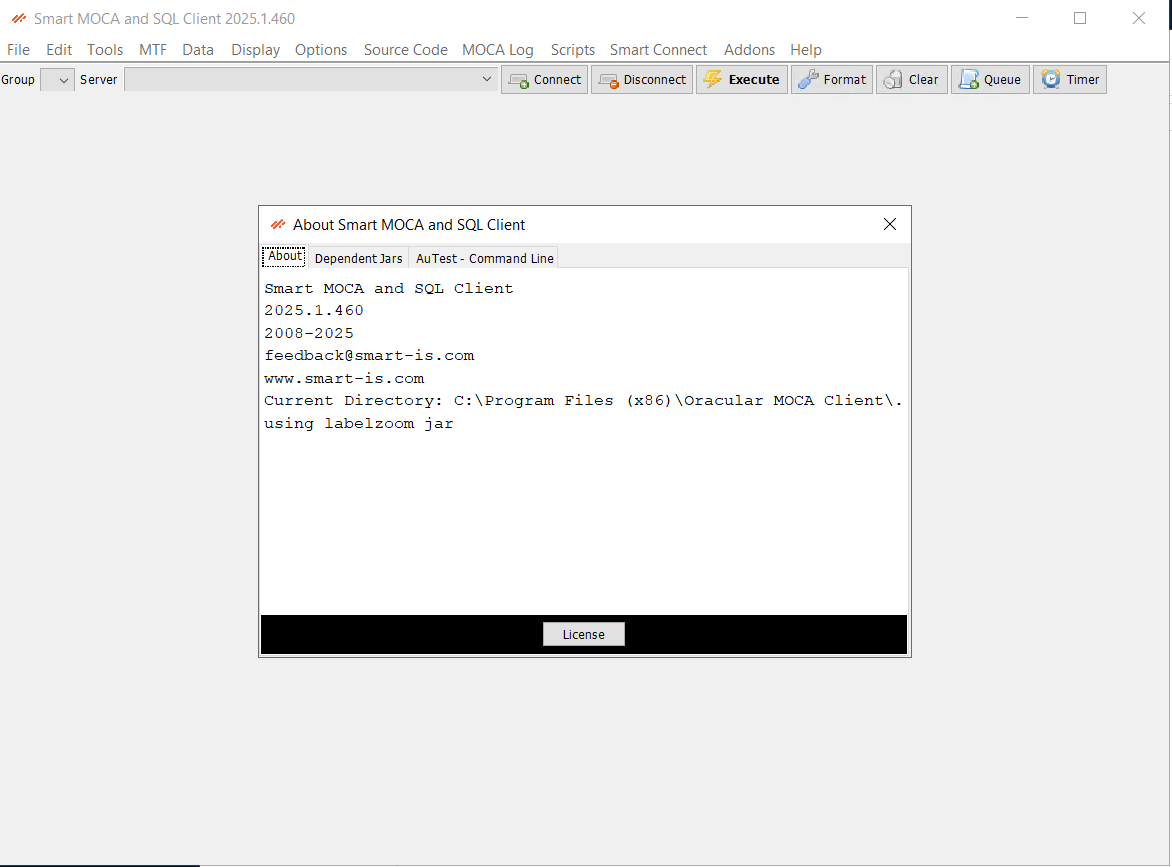 Smart MOCA and SQL Client 2025.1.460
File Edit Tools MTF Data Display Options Source Code MOCA Log Scripts Smart Connect Addons Help
Group Server Connect Disconnect Execute Format Clear Queue Timer
About Smart MOCA and SQL Client
About Dependent Jars AuTest - Command Line
Smart MOCA and SQL Client
2025.1.460
2008-2025
feedback@smart-is.com
www.smart-is.com
Current Directory: C:\Program Files (x86)\Oracular MOCA Client\.
using labelzoom jar
License